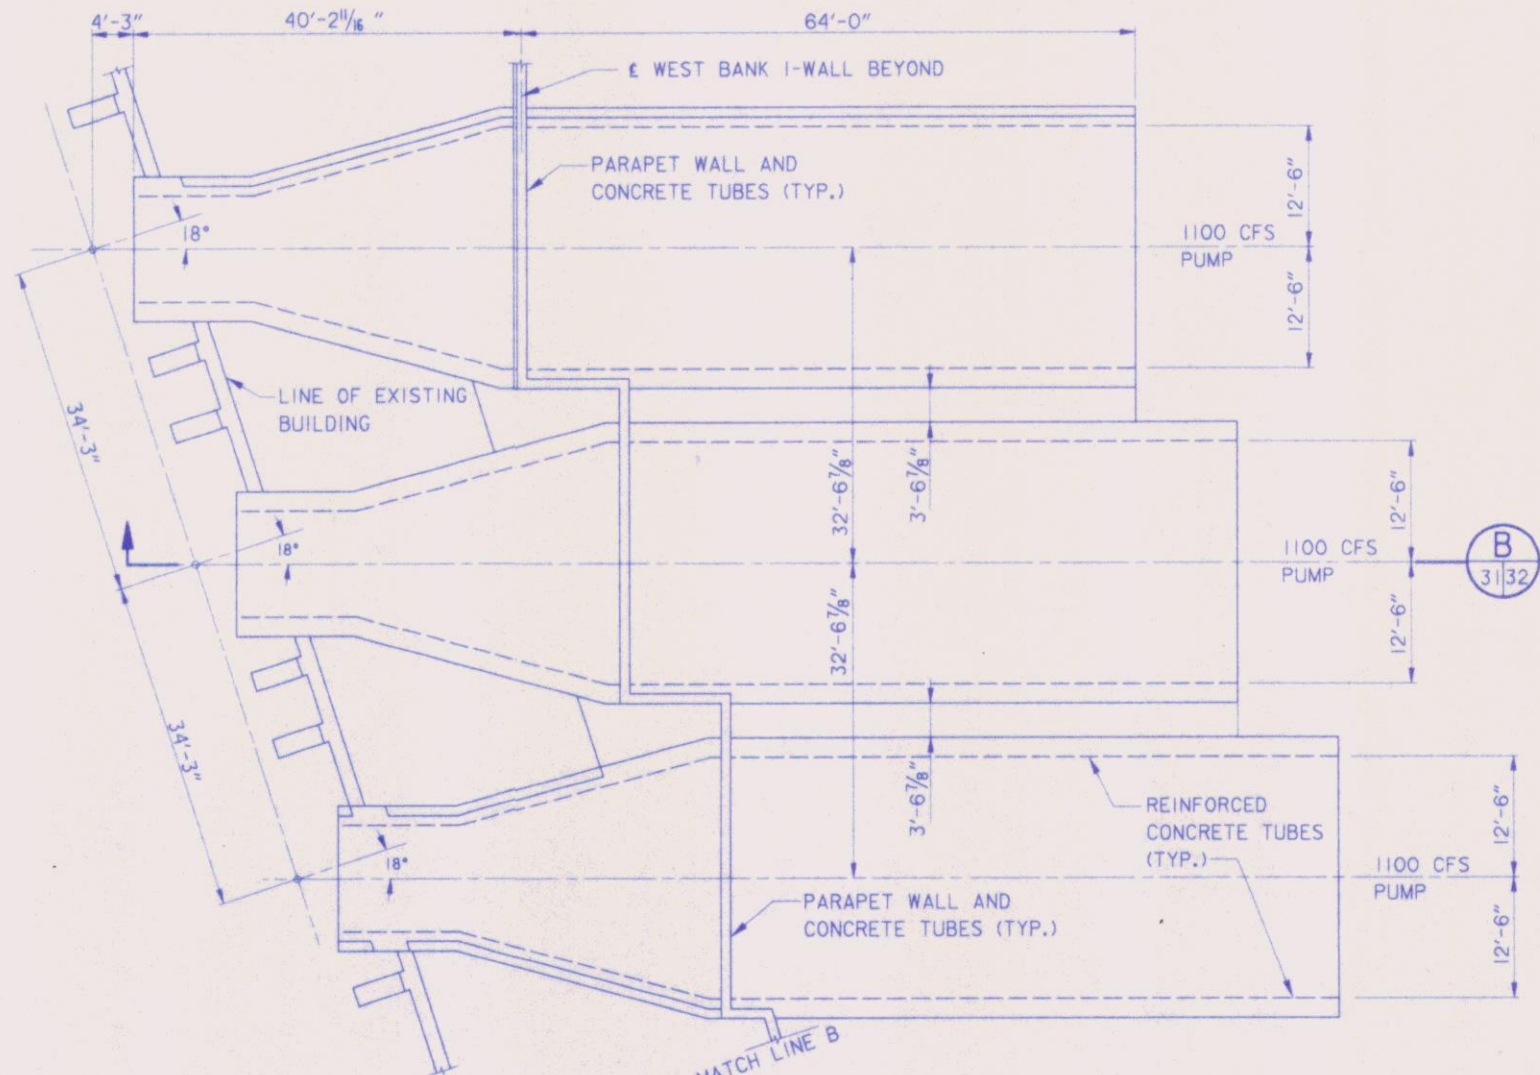 4'-3"
40'-2 11/16 "
64'-0"
℄ WEST BANK I-WALL BEYOND
PARAPET WALL AND
CONCRETE TUBES (TYP.)
12'-6"
18°
1100 CFS
PUMP
12'-6"
LINE OF EXISTING
BUILDING
34'-3"
32'-6 7/8"
3'-6 7/8"
12'-6"
18°
1100 CFS
PUMP
B
31 32
12'-6"
32'-6 7/8"
34'-3"
3'-6 7/8"
REINFORCED
CONCRETE TUBES
(TYP.)
12'-6"
18°
1100 CFS
PUMP
PARAPET WALL AND
CONCRETE TUBES (TYP.)
12'-6"
MATCH LINE B